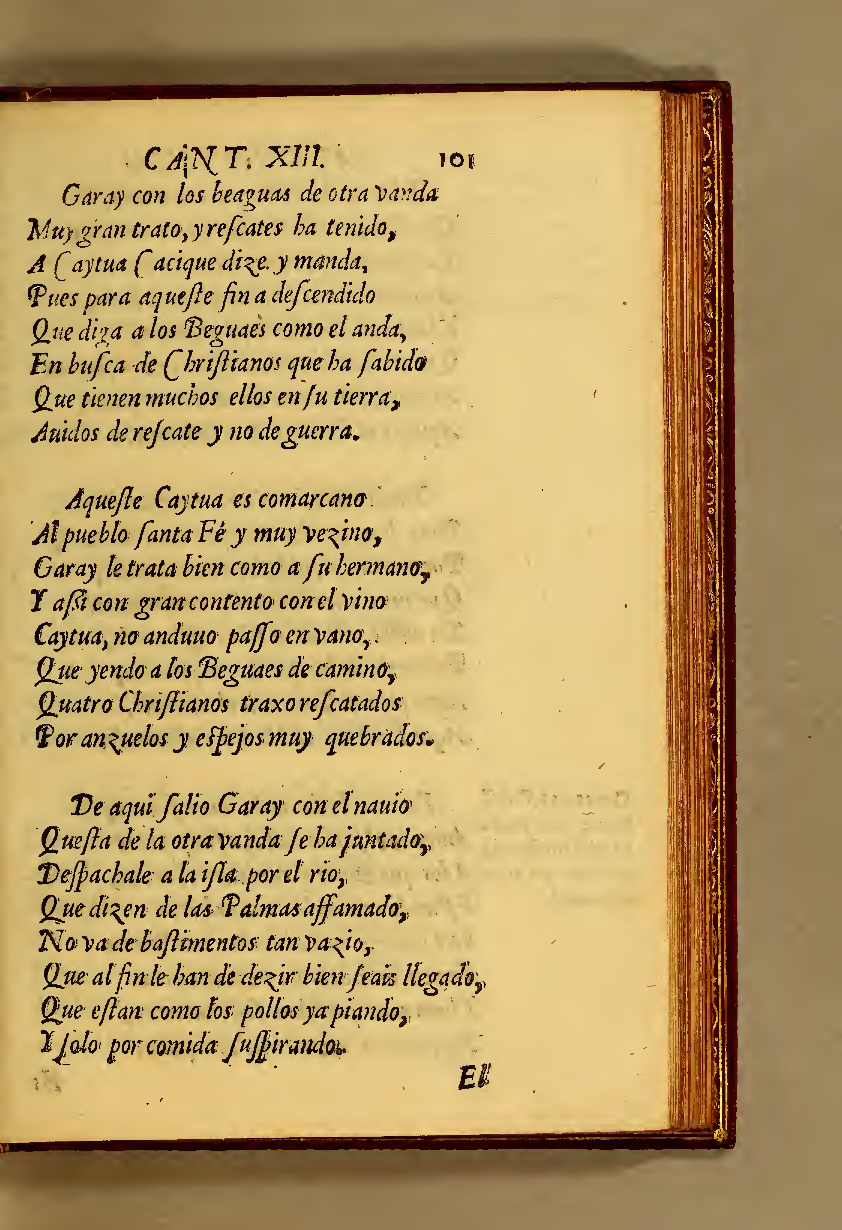 CANT. XIII. 101
Garay con los beaguas de otra vanda
Muy gran trato, y reſcates ha tenido,
A Caytua Cacique dize. y manda,
Pues para aqueſte fin a deſcendido
Que diga a los Beguaes como el anda,
En buſca de Chriſtianos que ha ſabido
Que tienen muchos ellos en ſu tierra,
Auidos de reſcate y no de guerra.
Aqueſte Caytua es comarcano
Al pueblo ſanta Fé y muy vezino,
Garay le trata bien como a ſu hermano,
Y aſsi con gran contento con el vino
Caytua, no anduuo paſſo en vano,
Que yendo a los Beguaes de camino,
Quatro Chriſtianos traxo reſcatados
Por anzuelos y eſpejos muy quebrados.
De aqui ſalio Garay con el nauio
Queſta de la otra vanda ſe ha juntado,
Deſpachale a la iſla por el rio,
Que dizen de las Palmas affamado,
No va de baſtimentos tan vazio,
Que al fin le han de dezir bien ſeais llegado,
Que eſtan como los pollos ya piando,
Y ſolo por comida ſuſpirando.
El